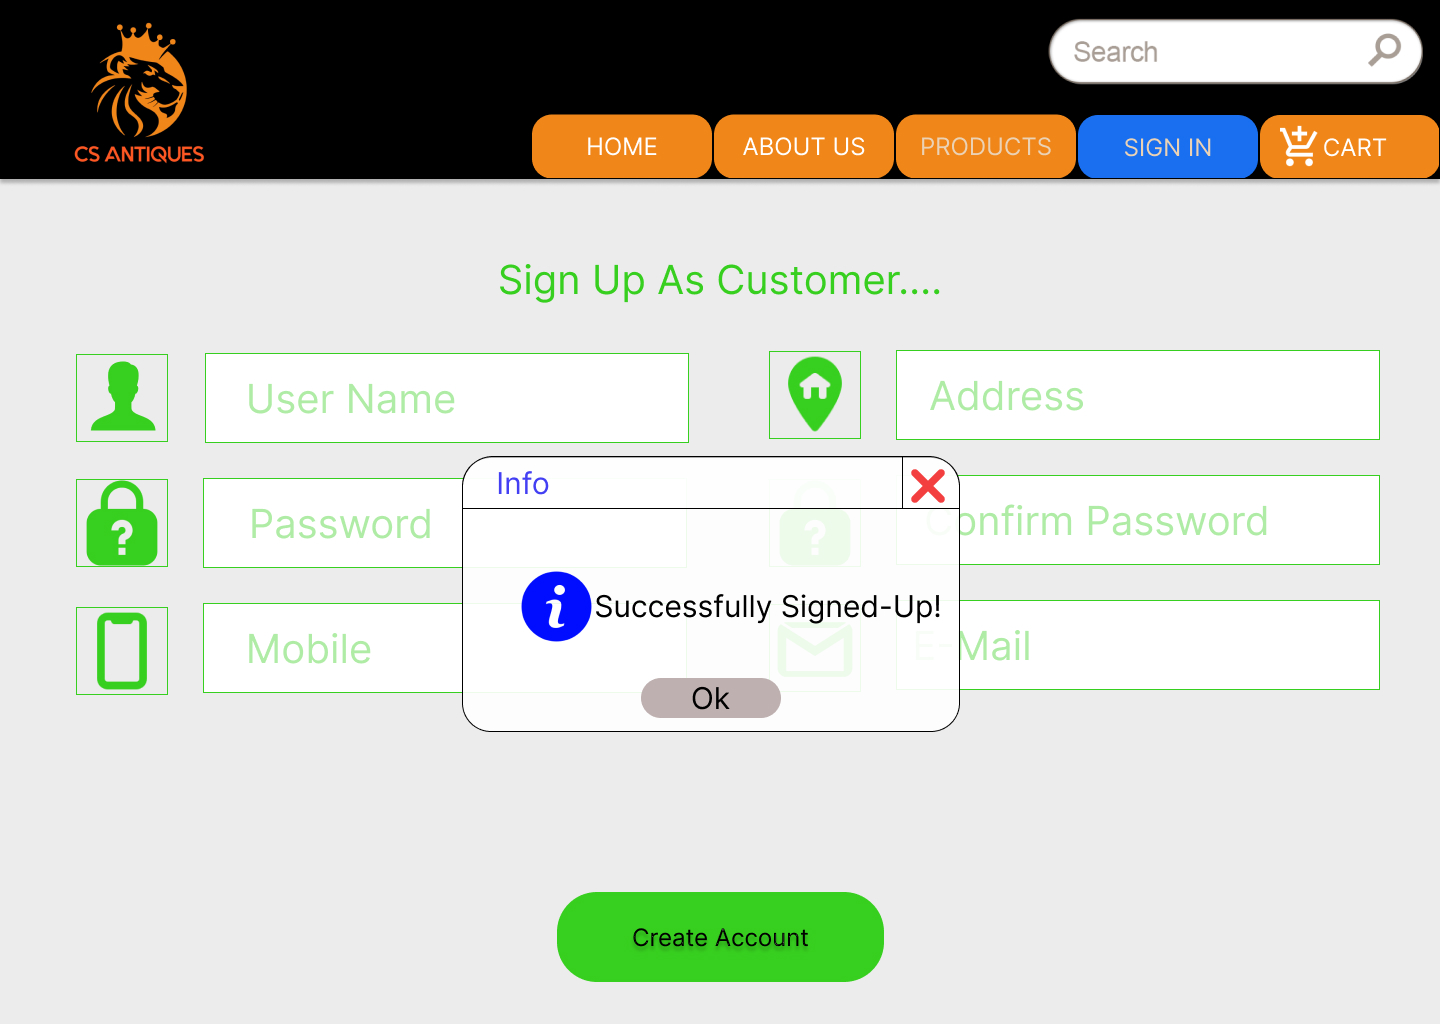 Search
CS ANTIQUES
HOME
ABOUT US
PRODUCTS
SIGN IN
CART
Sign Up As Customer....
User Name
Address
Info
Password
Confirm Password
Successfully Signed-Up!
Mobile
E-Mail
Ok
Create Account